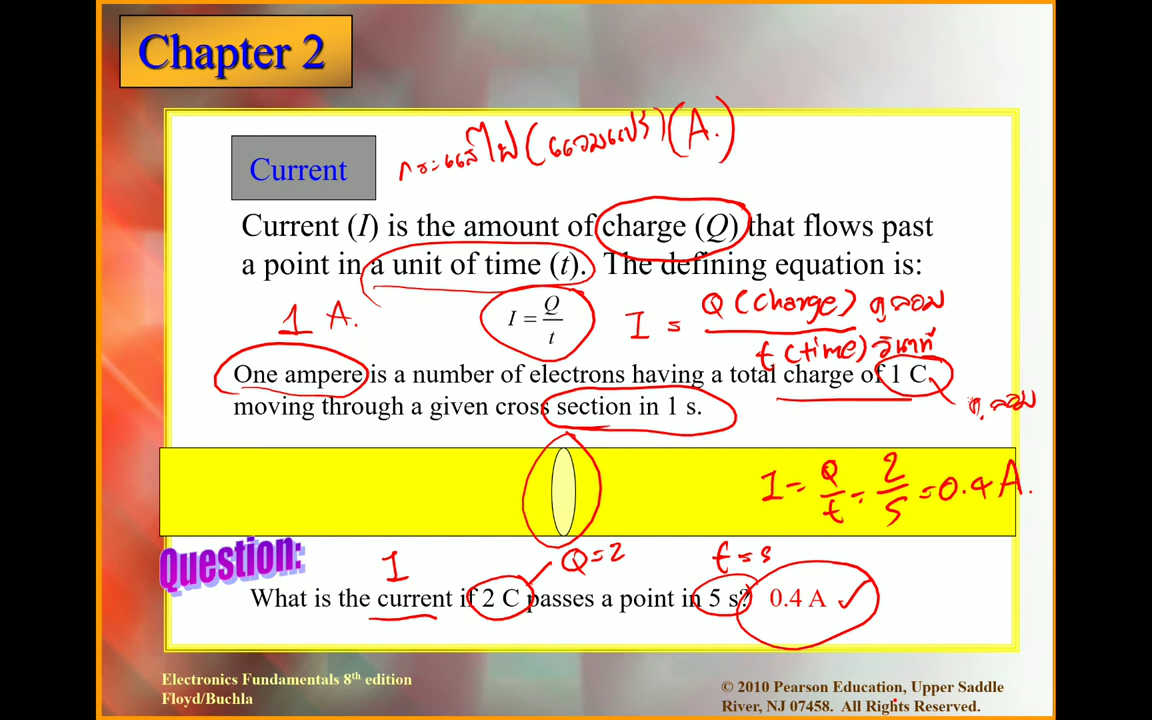 Chapter 2
กระแสไฟ (แอมแปร์) (A.)
Current
Current (I) is the amount of charge (Q) that flows past
a point in a unit of time (t). The defining equation is:
1 A.
I = Q/t
I = Q (charge) คูลอม / t (time) วินาที
One ampere is a number of electrons having a total charge of 1 C
moving through a given cross section in 1 s.
คูลอม
I = Q/t = 2/5 = 0.4 A.
Question:
I
Q = 2
t = 5
What is the current if 2 C passes a point in 5 s? 0.4 A
Electronics Fundamentals 8th edition
Floyd/Buchla
© 2010 Pearson Education, Upper Saddle
River, NJ 07458. All Rights Reserved.